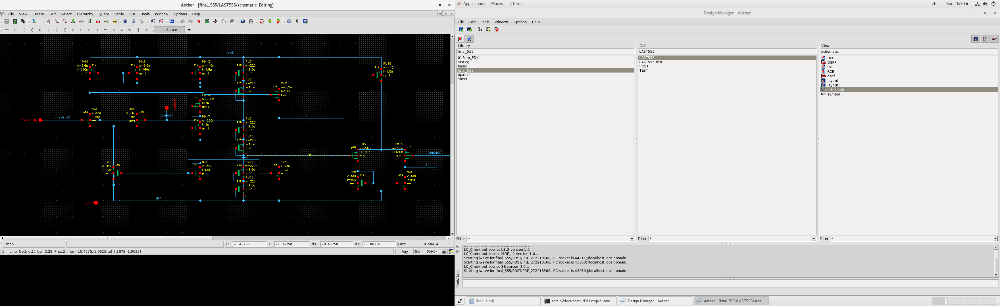 Aether - [final_555/LAST555/schematic: Editing]
File View Create Edit Select Hierarchy Query Verify SDL Tools Window Options Help
Instance
vcc8
PM4
w=3.6u
l=180n
m=1
p18
PM3
w=3.6u
l=180n
m=1
p18
PM13
w=440n
l=1.8u
m=1
p18
PM7
w=220n
l=1.8u
m=1
p18
PM8
w=220n
l=1.8u
m=1
p18
PM6
w=7.2u
l=180n
m=1
p18
PM16
w=440n
l=1.8u
m=1
p18
PM14
w=220n
l=6u
m=1
p18
PM17
w=220n
l=6u
m=1
p18
NM3
w=3.6u
l=180n
m=1
n18
NM5
w=3.6u
l=180n
m=1
n18
control5
control5
threshold6
threshold6
R
PM9
w=220n
l=1.8u
m=1
p18
PM10
w=220n
l=1.8u
m=1
p18
PM5
w=3.6u
l=180n
m=1
p18
PM15
w=3.6u
l=180n
m=1
p18
trigger2
S
NM4
w=220n
l=1.8u
m=1
n18
NM6
w=220n
l=1.8u
m=1
n18
PM11
w=220n
l=1.8u
m=1
p18
PM12
w=220n
l=1.8u
m=1
p18
NM7
w=5.4u
l=1.8u
m=1
n18
w=3.6u
l=180n
m=1
n18
w=3.6u
l=180n
m=1
n18
gnd
gnd
Cmd>
X: -8.43750 Y: -1.06250 dX: -8.43750 dY: -1.06250 Dist: 8.50414
1 Line, Net(net1), Len:3.25, Pnts:2, from(-10.4375,-1.0625)to(-7.1875,-1.0625) Any Sel: (0+0)
Applications Places ZTerm zh Sun 16:30
Design Manager - Aether
File Edit Tools Window Options Help
Library
final_555
018um_PDK
analog
basic
final_555
opamp
sheet
Filter *
Cell
LAST555
LAST555
LAST555-test
POST
TEST
Filter *
View
schematic
DRC
DSPF
LVS
RCE
dspf
layout
layout3
schematic
symbol
Filter *
Cmd&Msg
LC_Check out license LEL2 version 1.0...
LC_Check out license LEL2 version 1.0...
LC_Check out license MDE_L2 version 1.0...
Starting iwave for final_555/POST/PRE_272213568, IPC socket is 44211@localhost.localdomain.
Starting iwave for final_555/POST/PRE_272213568, IPC socket is 43860@localhost.localdomain.
LC_Check out license SE version 1.0...
Starting iwave for final_555/POST/PRE_272213568, IPC socket is 43860@localhost.localdomain.
[lab5_final]
admin@localhost:~/Desktop/huada/...
Design Manager - Aether
Aether - [final_555/LAST555/sche...